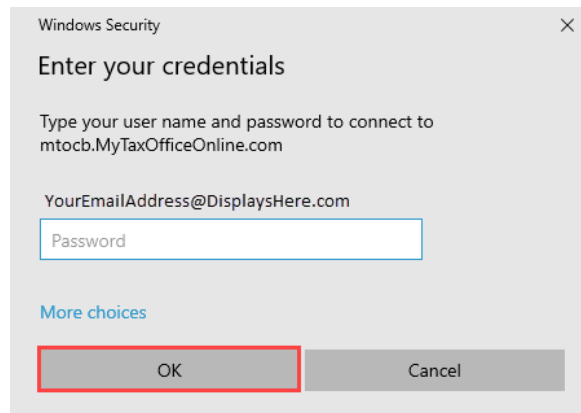 Windows Security
Enter your credentials
Type your user name and password to connect to
mtocb.MyTaxOfficeOnline.com
YourEmailAddress@DisplaysHere.com
Password
More choices
OK
Cancel